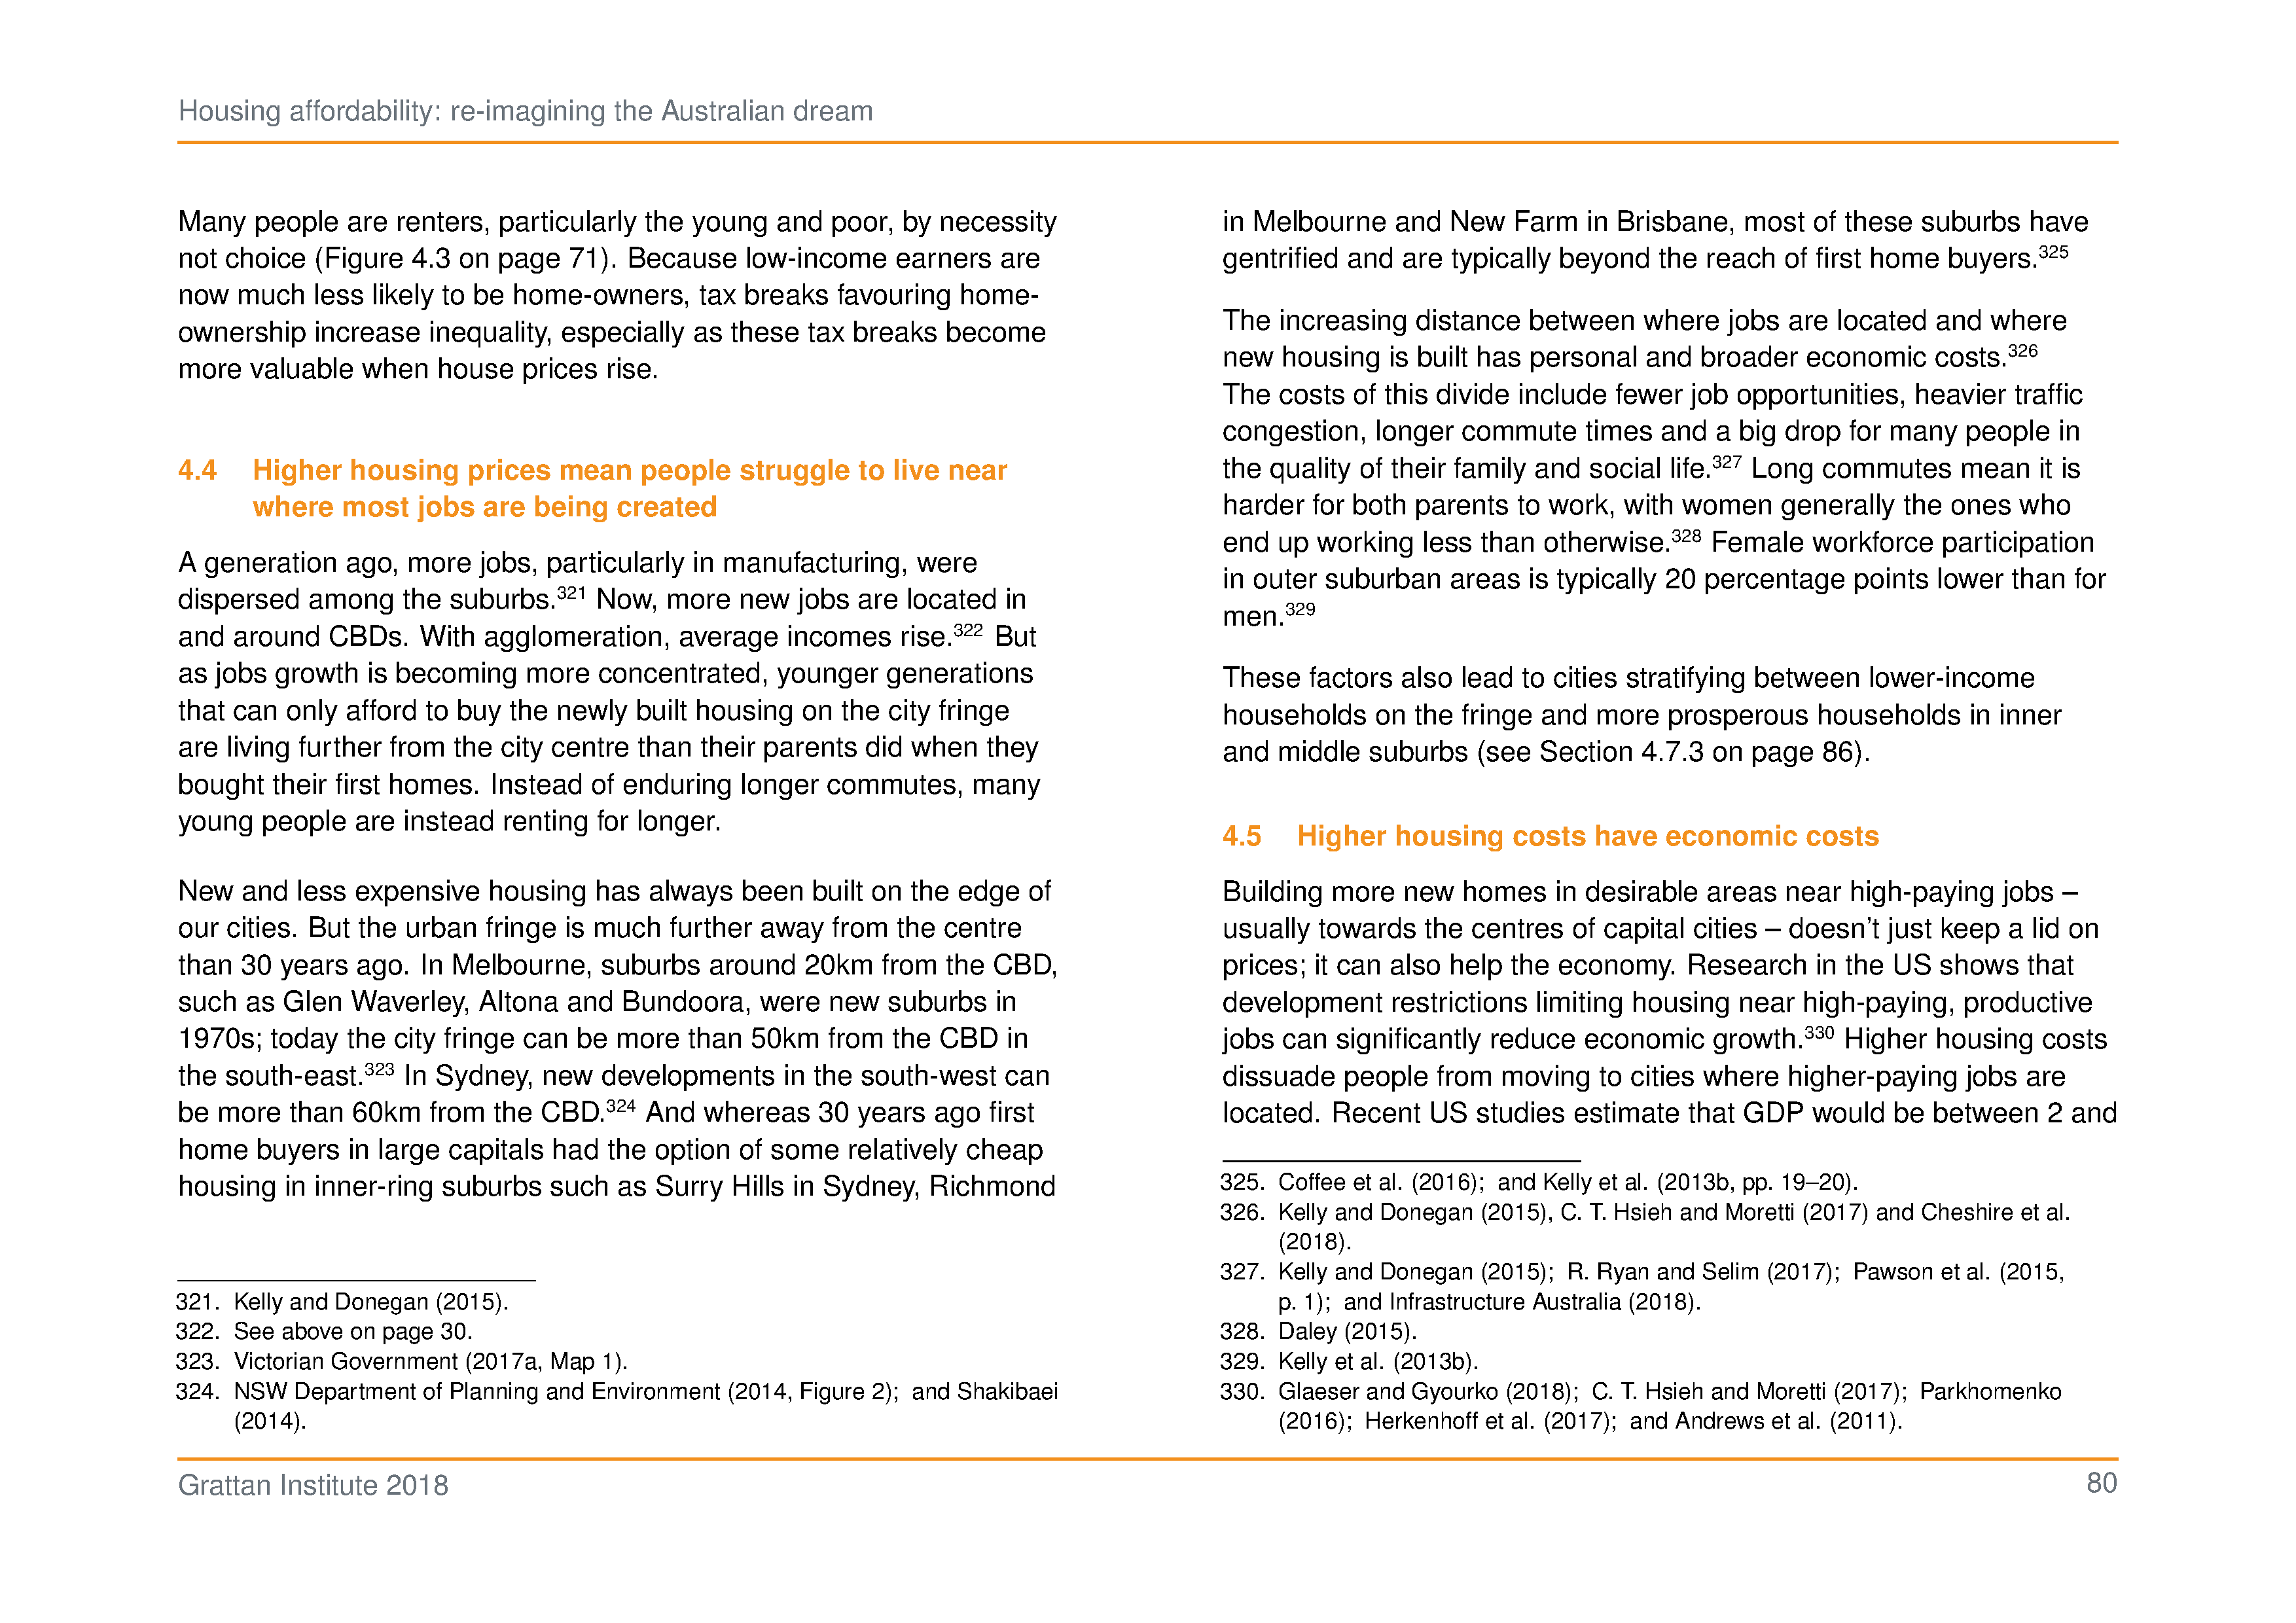 Housing affordability: re-imagining the Australian dream
Many people are renters, particularly the young and poor, by necessity
not choice (Figure 4.3 on page 71). Because low-income earners are
now much less likely to be home-owners, tax breaks favouring home-
ownership increase inequality, especially as these tax breaks become
more valuable when house prices rise.
4.4 Higher housing prices mean people struggle to live near
where most jobs are being created
A generation ago, more jobs, particularly in manufacturing, were
dispersed among the suburbs.321 Now, more new jobs are located in
and around CBDs. With agglomeration, average incomes rise.322 But
as jobs growth is becoming more concentrated, younger generations
that can only afford to buy the newly built housing on the city fringe
are living further from the city centre than their parents did when they
bought their first homes. Instead of enduring longer commutes, many
young people are instead renting for longer.
New and less expensive housing has always been built on the edge of
our cities. But the urban fringe is much further away from the centre
than 30 years ago. In Melbourne, suburbs around 20km from the CBD,
such as Glen Waverley, Altona and Bundoora, were new suburbs in
1970s; today the city fringe can be more than 50km from the CBD in
the south-east.323 In Sydney, new developments in the south-west can
be more than 60km from the CBD.324 And whereas 30 years ago first
home buyers in large capitals had the option of some relatively cheap
housing in inner-ring suburbs such as Surry Hills in Sydney, Richmond
321. Kelly and Donegan (2015).
322. See above on page 30.
323. Victorian Government (2017a, Map 1).
324. NSW Department of Planning and Environment (2014, Figure 2); and Shakibaei
(2014).
in Melbourne and New Farm in Brisbane, most of these suburbs have
gentrified and are typically beyond the reach of first home buyers.325
The increasing distance between where jobs are located and where
new housing is built has personal and broader economic costs.326
The costs of this divide include fewer job opportunities, heavier traffic
congestion, longer commute times and a big drop for many people in
the quality of their family and social life.327 Long commutes mean it is
harder for both parents to work, with women generally the ones who
end up working less than otherwise.328 Female workforce participation
in outer suburban areas is typically 20 percentage points lower than for
men.329
These factors also lead to cities stratifying between lower-income
households on the fringe and more prosperous households in inner
and middle suburbs (see Section 4.7.3 on page 86).
4.5 Higher housing costs have economic costs
Building more new homes in desirable areas near high-paying jobs –
usually towards the centres of capital cities – doesn't just keep a lid on
prices; it can also help the economy. Research in the US shows that
development restrictions limiting housing near high-paying, productive
jobs can significantly reduce economic growth.330 Higher housing costs
dissuade people from moving to cities where higher-paying jobs are
located. Recent US studies estimate that GDP would be between 2 and
325. Coffee et al. (2016); and Kelly et al. (2013b, pp. 19–20).
326. Kelly and Donegan (2015), C. T. Hsieh and Moretti (2017) and Cheshire et al.
(2018).
327. Kelly and Donegan (2015); R. Ryan and Selim (2017); Pawson et al. (2015,
p. 1); and Infrastructure Australia (2018).
328. Daley (2015).
329. Kelly et al. (2013b).
330. Glaeser and Gyourko (2018); C. T. Hsieh and Moretti (2017); Parkhomenko
(2016); Herkenhoff et al. (2017); and Andrews et al. (2011).
Grattan Institute 2018
80